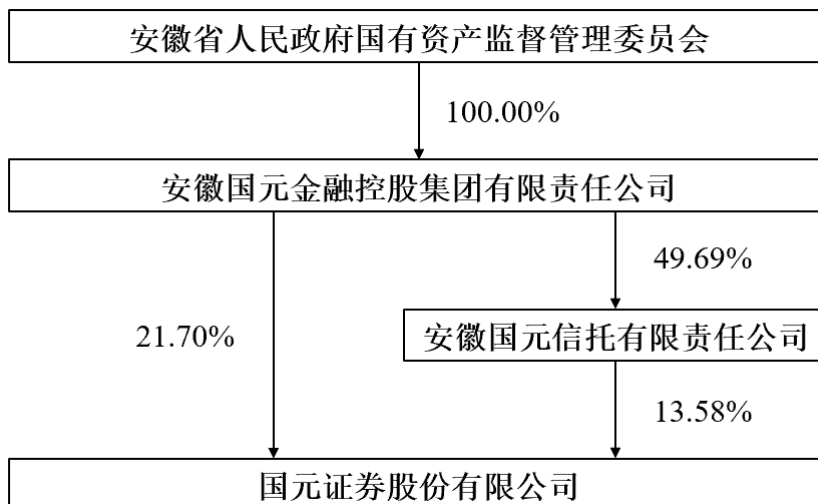 安徽省人民政府国有资产监督管理委员会
100.00%
安徽国元金融控股集团有限责任公司
49.69%
21.70%
安徽国元信托有限责任公司
13.58%
国元证券股份有限公司